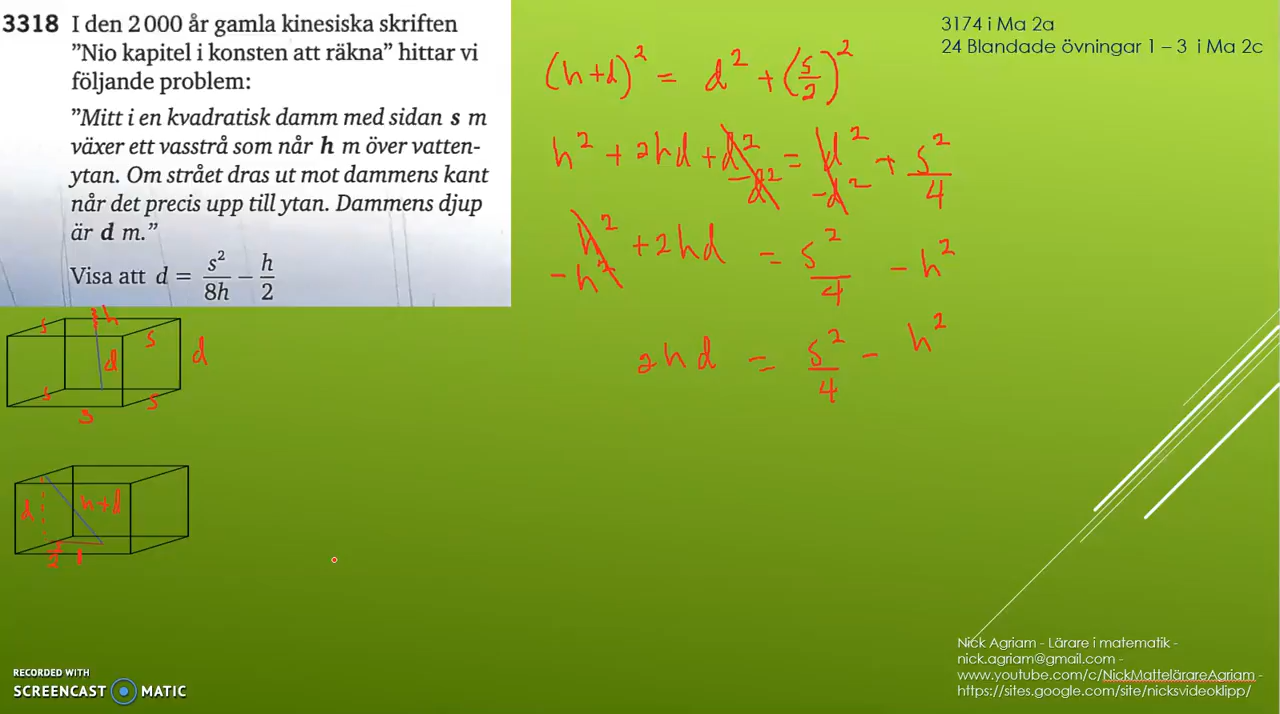 3318 I den 2 000 år gamla kinesiska skriften
”Nio kapitel i konsten att räkna” hittar vi
följande problem:
”Mitt i en kvadratisk damm med sidan s m
växer ett vasstrå som når h m över vatten-
ytan. Om strået dras ut mot dammens kant
når det precis upp till ytan. Dammens djup
är d m.”
Visa att d = s²/8h − h/2
3174 i Ma 2a
24 Blandade övningar 1 – 3 i Ma 2c
(h+d)² = d² + (s/2)²
h² + 2hd + d² = d² + s²/4
−d² −d²
h² + 2hd = s²/4 − h²
−h²
2hd = s²/4 − h²
s h s d d
s s s
d h+d
2 1
Nick Agriam - Lärare i matematik -
nick.agriam@gmail.com -
www.youtube.com/c/NickMattelärareAgriam -
https://sites.google.com/site/nicksvideoklipp/
RECORDED WITH
SCREENCAST MATIC